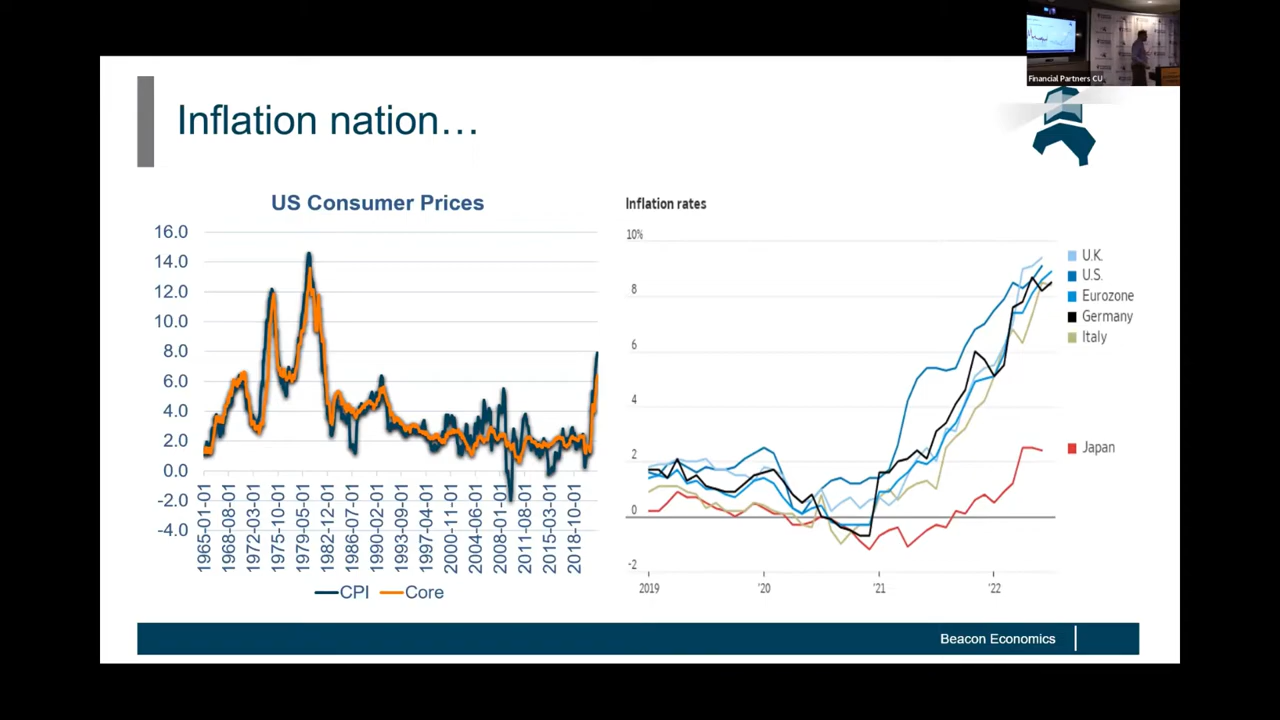 Financial Partners CU
Inflation nation…
US Consumer Prices
16.0
14.0
12.0
10.0
8.0
6.0
4.0
2.0
0.0
-2.0
-4.0
1965-01-01
1968-08-01
1972-03-01
1975-10-01
1979-05-01
1982-12-01
1986-07-01
1990-02-01
1993-09-01
1997-04-01
2000-11-01
2004-06-01
2008-01-01
2011-08-01
2015-03-01
2018-10-01
CPI
Core
Inflation rates
10%
8
6
4
2
0
-2
2019
'20
'21
'22
U.K.
U.S.
Eurozone
Germany
Italy
Japan
Beacon Economics